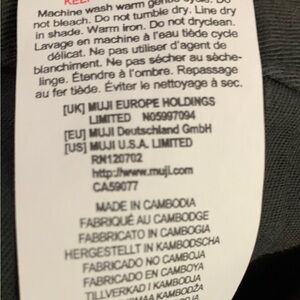 Machine wash warm gentle cycle. Do
not bleach. Do not tumble dry. Line dry
in shade. Warm iron. Do not dryclean.
Lavage en machine à l'eau tiède cycle
délicat. Ne pas utiliser d'agent de
blanchiment. Ne pas sécher au sèche-
linge. Étendre à l'ombre. Repassage
au fer tiède. Éviter le nettoyage à sec.
[UK] MUJI EUROPE HOLDINGS
LIMITED N05997094
[EU] MUJI Deutschland GmbH
[US] MUJI U.S.A. LIMITED
RN120702
http://www.muji.com
CA59077
MADE IN CAMBODIA
FABRIQUÉ AU CAMBODGE
FABBRICATO IN CAMBOGIA
HERGESTELLT IN KAMBODSCHA
FABRICADO NO CAMBOJA
FABRICADO EN CAMBOYA
TILLVERKAD I KAMBODJA